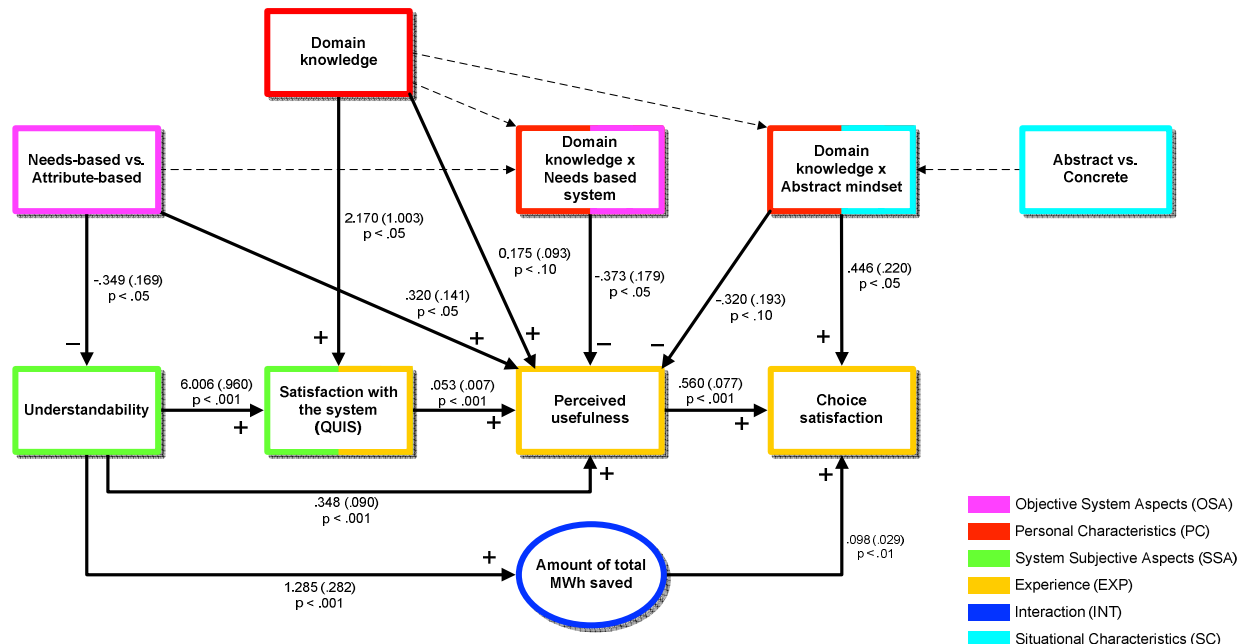 Domain
knowledge
Needs-based vs.
Attribute-based
Domain
knowledge x
Needs based
system
Domain
knowledge x
Abstract mindset
Abstract vs.
Concrete
2.170 (1.003)
p < .05
0.175 (.093)
p < .10
-.373 (.179)
p < .05
.446 (.220)
p < .05
-.349 (.169)
p < .05
.320 (.141)
p < .05
-.320 (.193)
p < .10
–
+
+
+
–
–
+
Understandability
6.006 (.960)
p < .001
+
Satisfaction with
the system
(QUIS)
.053 (.007)
p < .001
+
Perceived
usefulness
.560 (.077)
p < .001
+
Choice
satisfaction
+
+
.348 (.090)
p < .001
+
1.285 (.282)
p < .001
Amount of total
MWh saved
.098 (.029)
p < .01
Objective System Aspects (OSA)
Personal Characteristics (PC)
System Subjective Aspects (SSA)
Experience (EXP)
Interaction (INT)
Situational Characteristics (SC)